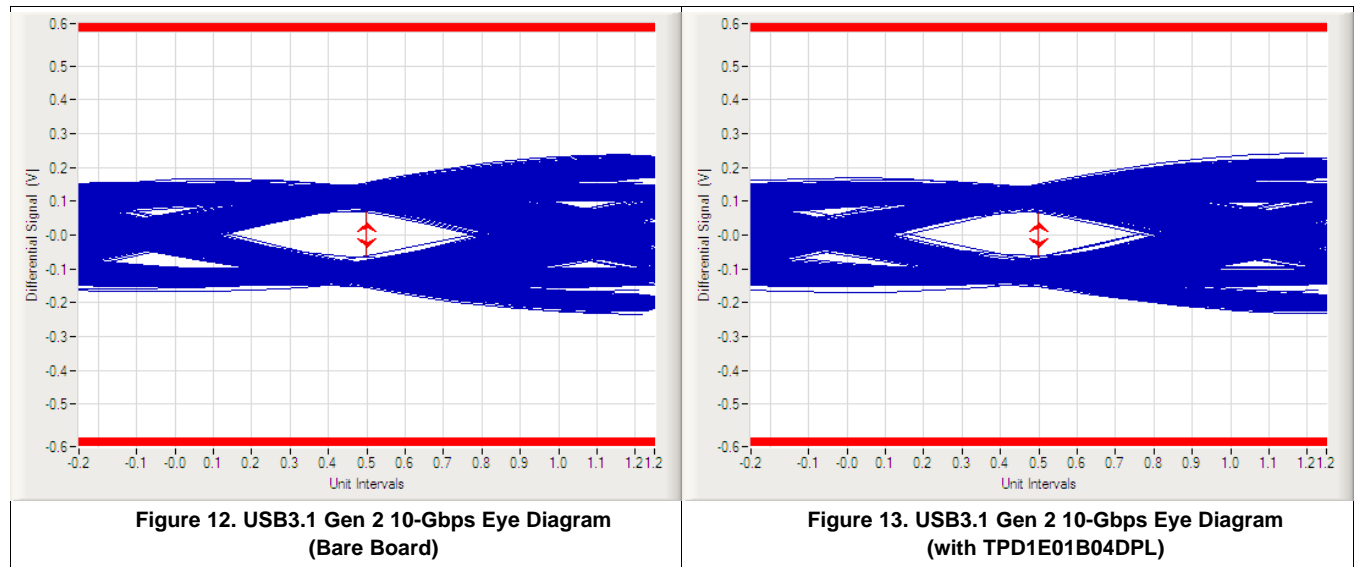 0.6
0.5
0.4
0.3
0.2
0.1
-0.0
-0.1
-0.2
-0.3
-0.4
-0.5
-0.6
Differential Signal (V)
-0.2 -0.1 -0.0 0.1 0.2 0.3 0.4 0.5 0.6 0.7 0.8 0.9 1.0 1.1 1.21.2
Unit Intervals
Figure 12. USB3.1 Gen 2 10-Gbps Eye Diagram
(Bare Board)
0.6
0.5
0.4
0.3
0.2
0.1
-0.0
-0.1
-0.2
-0.3
-0.4
-0.5
-0.6
Differential Signal (V)
-0.2 -0.1 -0.0 0.1 0.2 0.3 0.4 0.5 0.6 0.7 0.8 0.9 1.0 1.1 1.21.2
Unit Intervals
Figure 13. USB3.1 Gen 2 10-Gbps Eye Diagram
(with TPD1E01B04DPL)